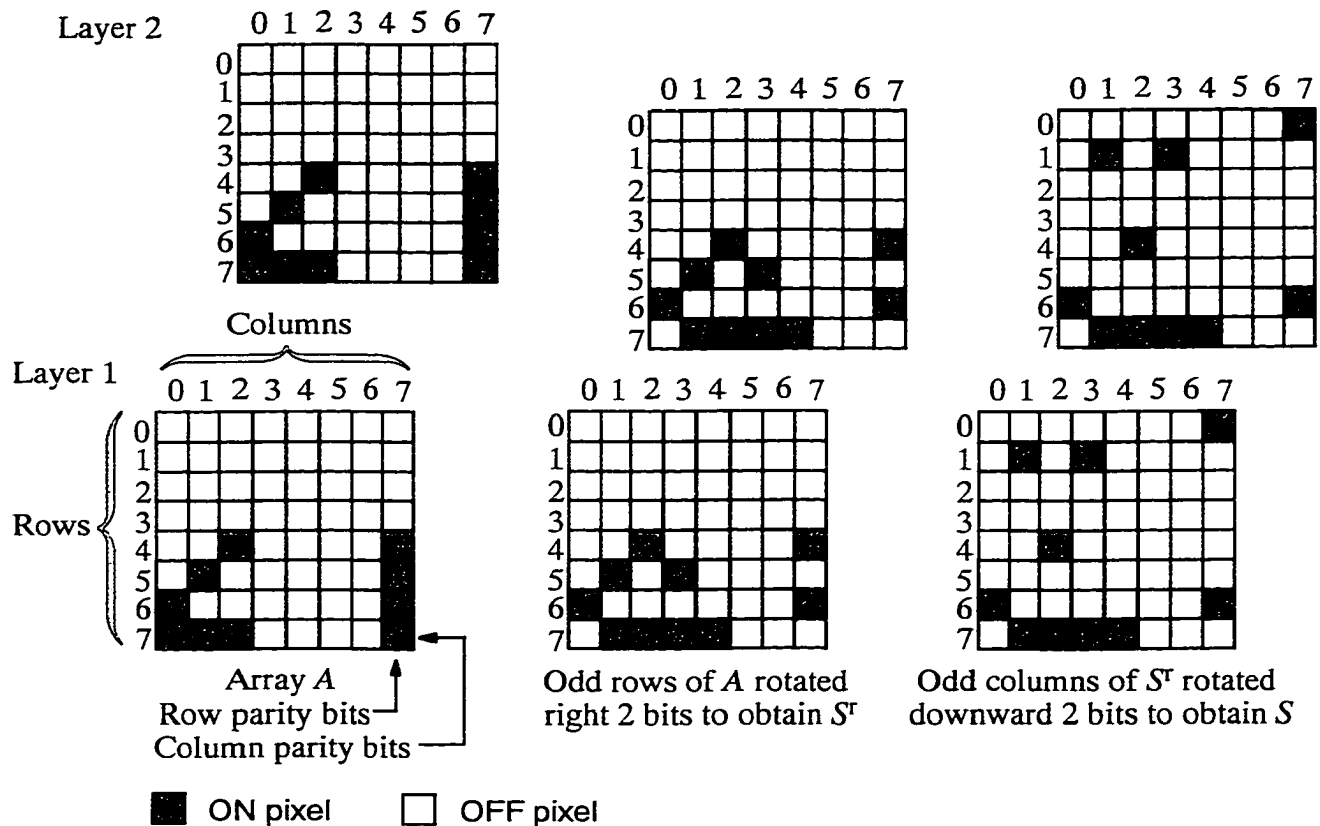 Layer 2
0 1 2 3 4 5 6 7
0
1
2
3
4
5
6
7
0 1 2 3 4 5 6 7
0
1
2
3
4
5
6
7
0 1 2 3 4 5 6 7
0
1
2
3
4
5
6
7
Columns
Layer 1
0 1 2 3 4 5 6 7
Rows
0
1
2
3
4
5
6
7
0 1 2 3 4 5 6 7
0
1
2
3
4
5
6
7
0 1 2 3 4 5 6 7
0
1
2
3
4
5
6
7
Array A
Row parity bits
Column parity bits
Odd rows of A rotated
right 2 bits to obtain Sʳ
Odd columns of Sʳ rotated
downward 2 bits to obtain S
ON pixel
OFF pixel